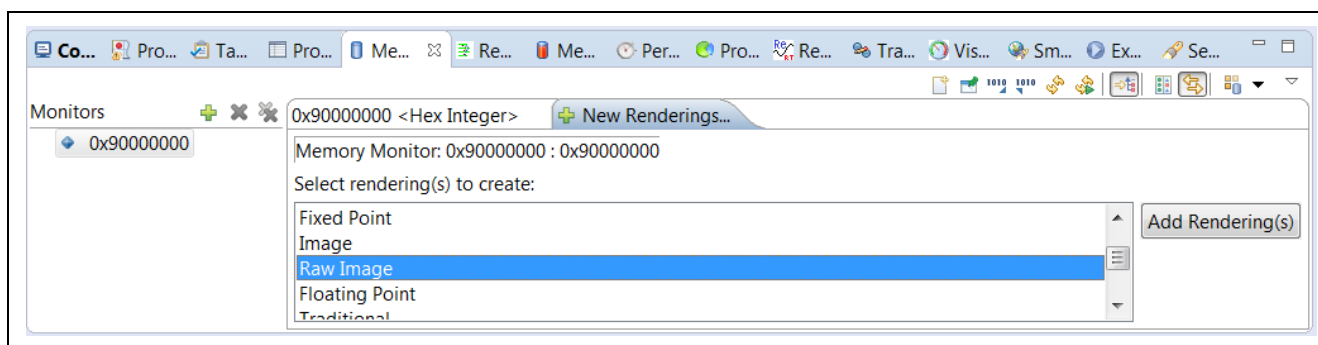 Co... Pro... Ta... Pro... Me... Re... Me... Per... Pro... Re... Tra... Vis... Sm... Ex... Se...
Monitors
0x90000000
0x90000000 <Hex Integer> New Renderings...
Memory Monitor: 0x90000000 : 0x90000000
Select rendering(s) to create:
Fixed Point
Image
Raw Image
Floating Point
Traditional
Add Rendering(s)